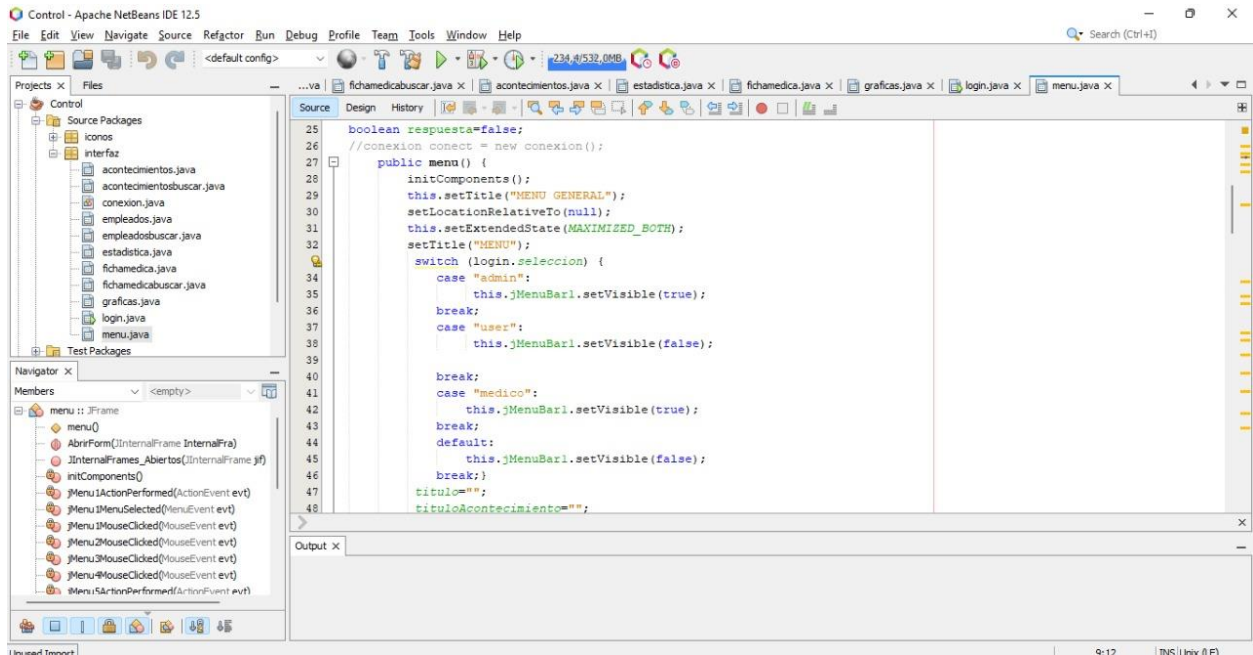 Control - Apache NetBeans IDE 12.5
File Edit View Navigate Source Refactor Run Debug Profile Team Tools Window Help
Search (Ctrl+I)
<default config>
234,4/532,0MB
Projects Files
...va fichamedicabuscar.java acontecimientos.java estadistica.java fichamedica.java graficas.java login.java menu.java
Control
Source Packages
iconos
interfaz
acontecimientos.java
acontecimientosbuscar.java
conexion.java
empleados.java
empleadosbuscar.java
estadistica.java
fichamedica.java
fichamedicabuscar.java
graficas.java
login.java
menu.java
Test Packages
Navigator
Members <empty>
menu :: JFrame
menu()
AbrirForm(JInternalFrame InternalFra)
JInternalFrames_Abiertos(JInternalFrame jif)
initComponents()
jMenu1ActionPerformed(ActionEvent evt)
jMenu1MenuSelected(MenuEvent evt)
jMenu1MouseClicked(MouseEvent evt)
jMenu2MouseClicked(MouseEvent evt)
jMenu3MouseClicked(MouseEvent evt)
jMenu4MouseClicked(MouseEvent evt)
jMenu5ActionPerformed(ActionEvent evt)
Source Design History
25 boolean respuesta=false;
26 //conexion conect = new conexion();
27 public menu() {
28 initComponents();
29 this.setTitle("MENU GENERAL");
30 setLocationRelativeTo(null);
31 this.setExtendedState(MAXIMIZED_BOTH);
32 setTitle("MENU");
switch (login.seleccion) {
34 case "admin":
35 this.jMenuBar1.setVisible(true);
36 break;
37 case "user":
38 this.jMenuBar1.setVisible(false);
39
40 break;
41 case "medico":
42 this.jMenuBar1.setVisible(true);
43 break;
44 default:
45 this.jMenuBar1.setVisible(false);
46 break;}
47 titulo="";
48 tituloAcontecimiento="";
Output
Unused Import
9:12 INS Unix (LF)